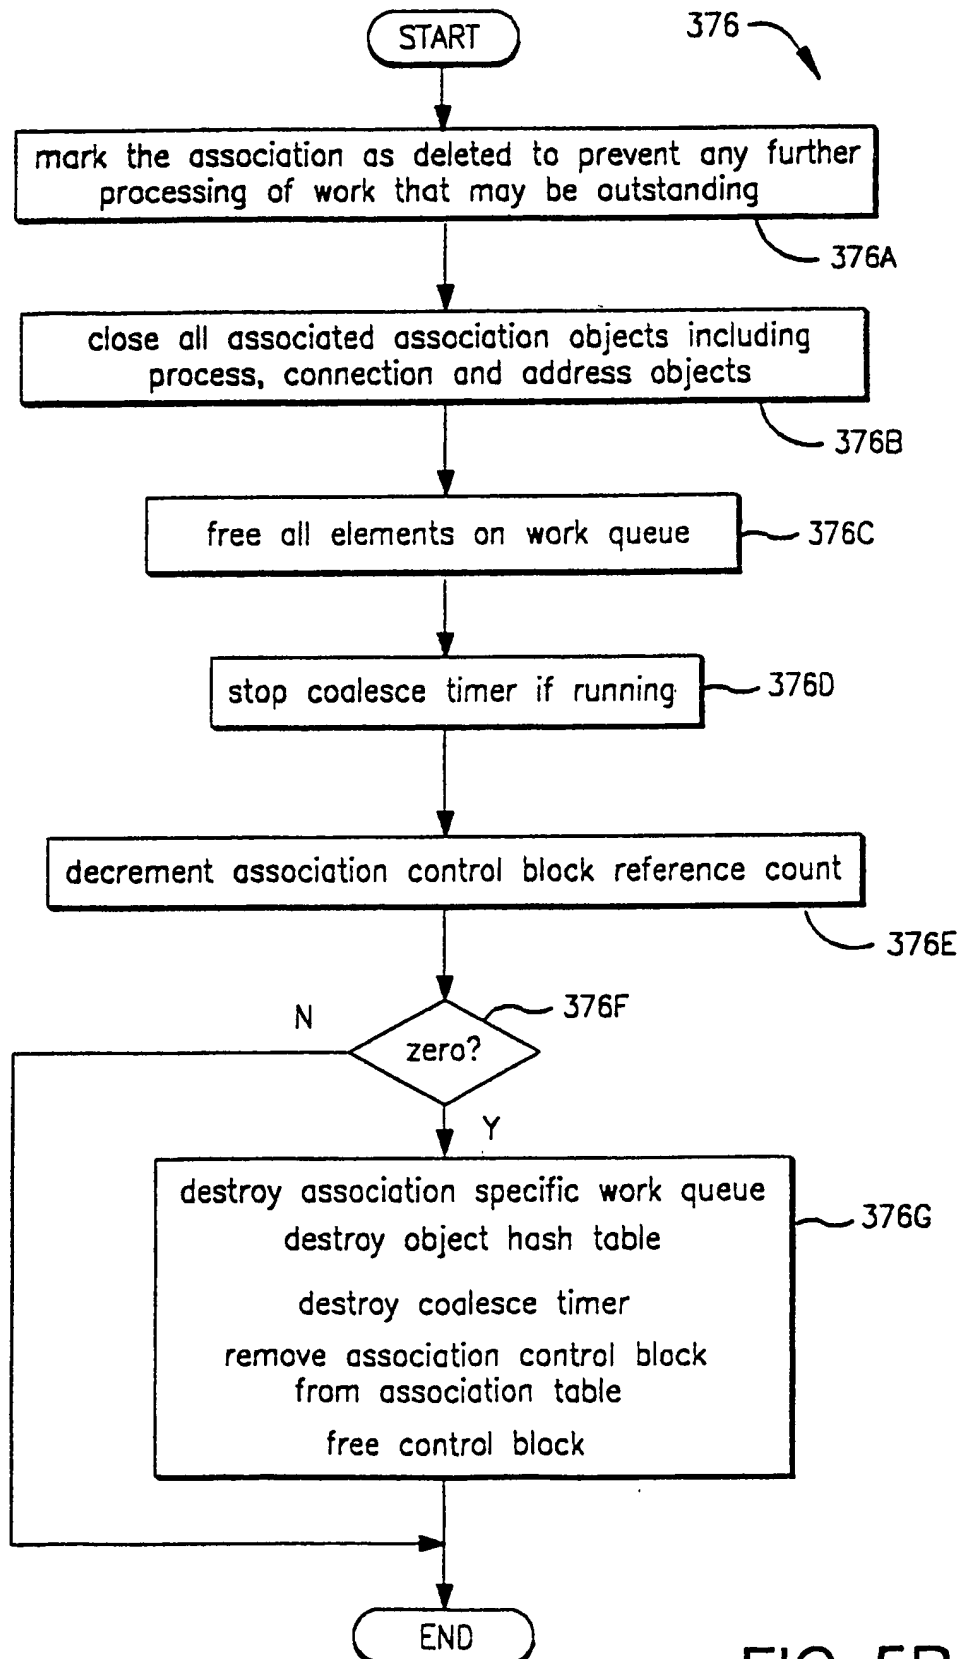 START
376
mark the association as deleted to prevent any further
processing of work that may be outstanding
376A
close all associated association objects including
process, connection and address objects
376B
free all elements on work queue
376C
stop coalesce timer if running
376D
decrement association control block reference count
376E
376F
N
zero?
Y
destroy association specific work queue
376G
destroy object hash table
destroy coalesce timer
remove association control block
from association table
free control block
END